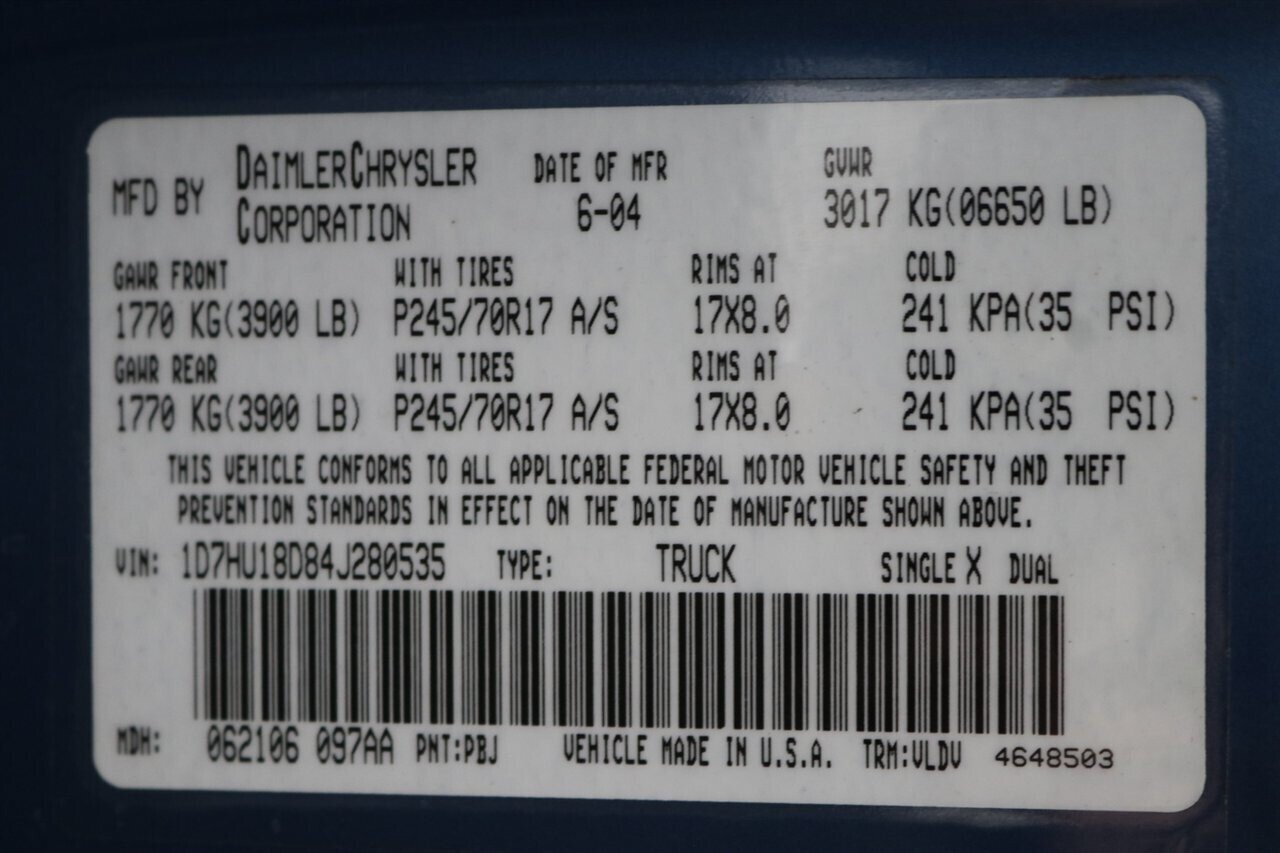 MFD BY DAIMLERCHRYSLER CORPORATION DATE OF MFR 6-04 GVWR 3017 KG(06650 LB)
GAWR FRONT WITH TIRES RIMS AT COLD
1770 KG(3900 LB) P245/70R17 A/S 17X8.0 241 KPA(35 PSI)
GAWR REAR WITH TIRES RIMS AT COLD
1770 KG(3900 LB) P245/70R17 A/S 17X8.0 241 KPA(35 PSI)
THIS VEHICLE CONFORMS TO ALL APPLICABLE FEDERAL MOTOR VEHICLE SAFETY AND THEFT
PREVENTION STANDARDS IN EFFECT ON THE DATE OF MANUFACTURE SHOWN ABOVE.
VIN: 1D7HU18D84J280535 TYPE: TRUCK SINGLE X DUAL
MDH: 062106 097AA PNT:PBJ VEHICLE MADE IN U.S.A. TRM:VLDV 4648503